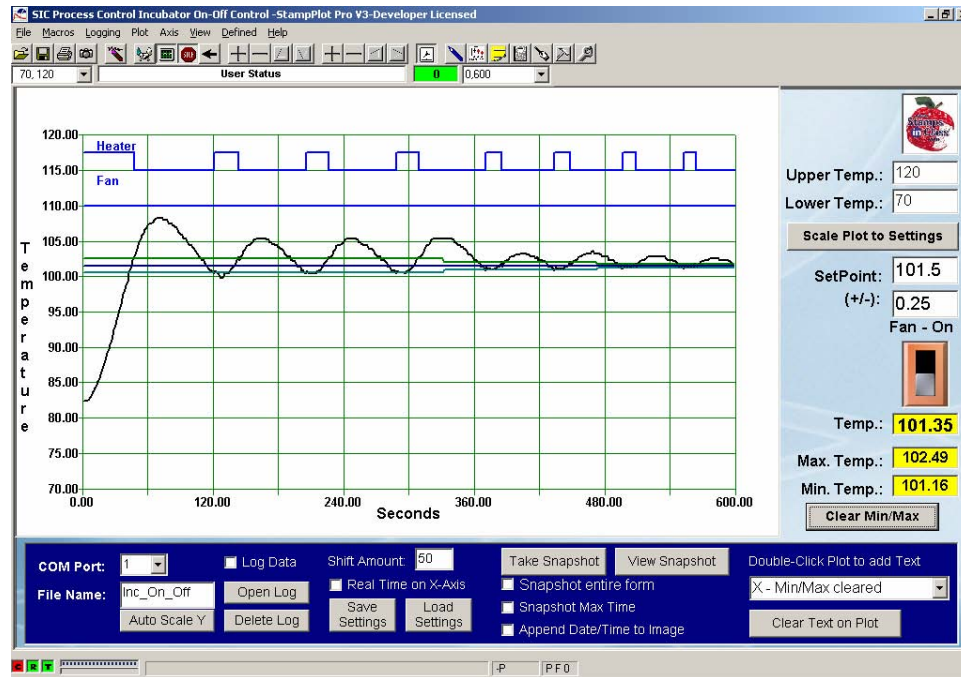 SIC Process Control Incubator On-Off Control -StampPlot Pro V3-Developer Licensed
File Macros Logging Plot Axis View Defined Help
70, 120 User Status 0 0,600
Stamps in Class
Heater
Fan
Temperature
120.00
115.00
110.00
105.00
100.00
95.00
90.00
85.00
80.00
75.00
70.00
0.00 120.00 240.00 360.00 480.00 600.00
Seconds
Upper Temp.: 120
Lower Temp.: 70
Scale Plot to Settings
SetPoint: 101.5
(+/-): 0.25
Fan - On
Temp.: 101.35
Max. Temp.: 102.49
Min. Temp.: 101.16
Clear Min/Max
COM Port: 1
File Name: Inc_On_Off
Auto Scale Y
Log Data
Open Log
Delete Log
Shift Amount: 50
Real Time on X-Axis
Save Settings
Load Settings
Take Snapshot
View Snapshot
Snapshot entire form
Snapshot Max Time
Append Date/Time to Image
Double-Click Plot to add Text
X - Min/Max cleared
Clear Text on Plot
C R T
-P
P F 0